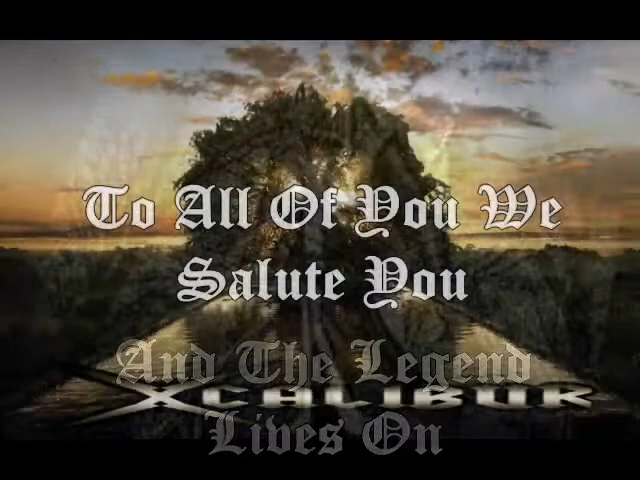 To All Of You We
Salute You
And The Legend
XCALIBUR
Lives On